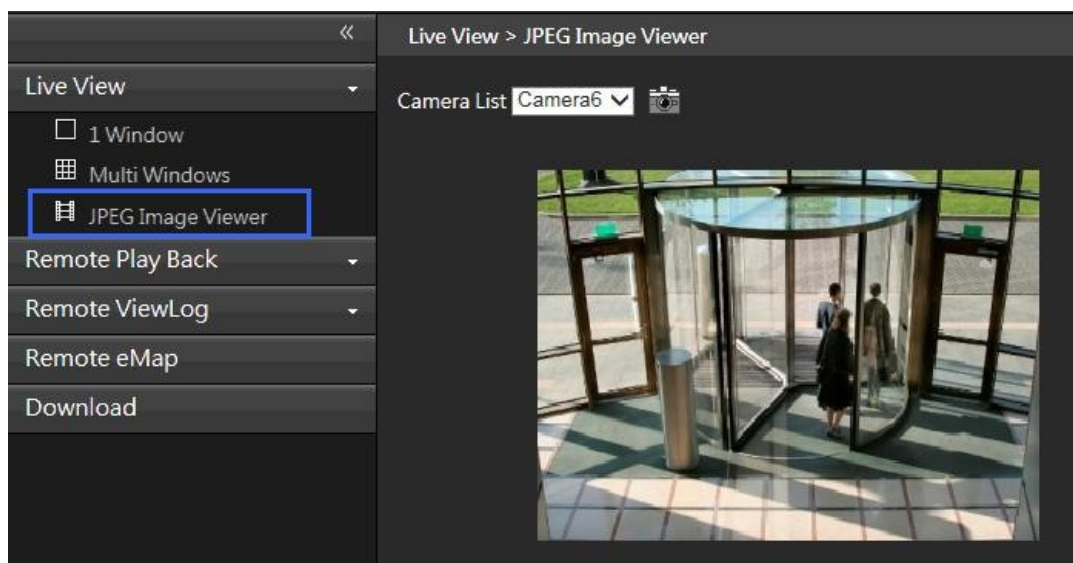 «
Live View > JPEG Image Viewer
Live View
Camera List Camera6
1 Window
Multi Windows
JPEG Image Viewer
Remote Play Back
Remote ViewLog
Remote eMap
Download